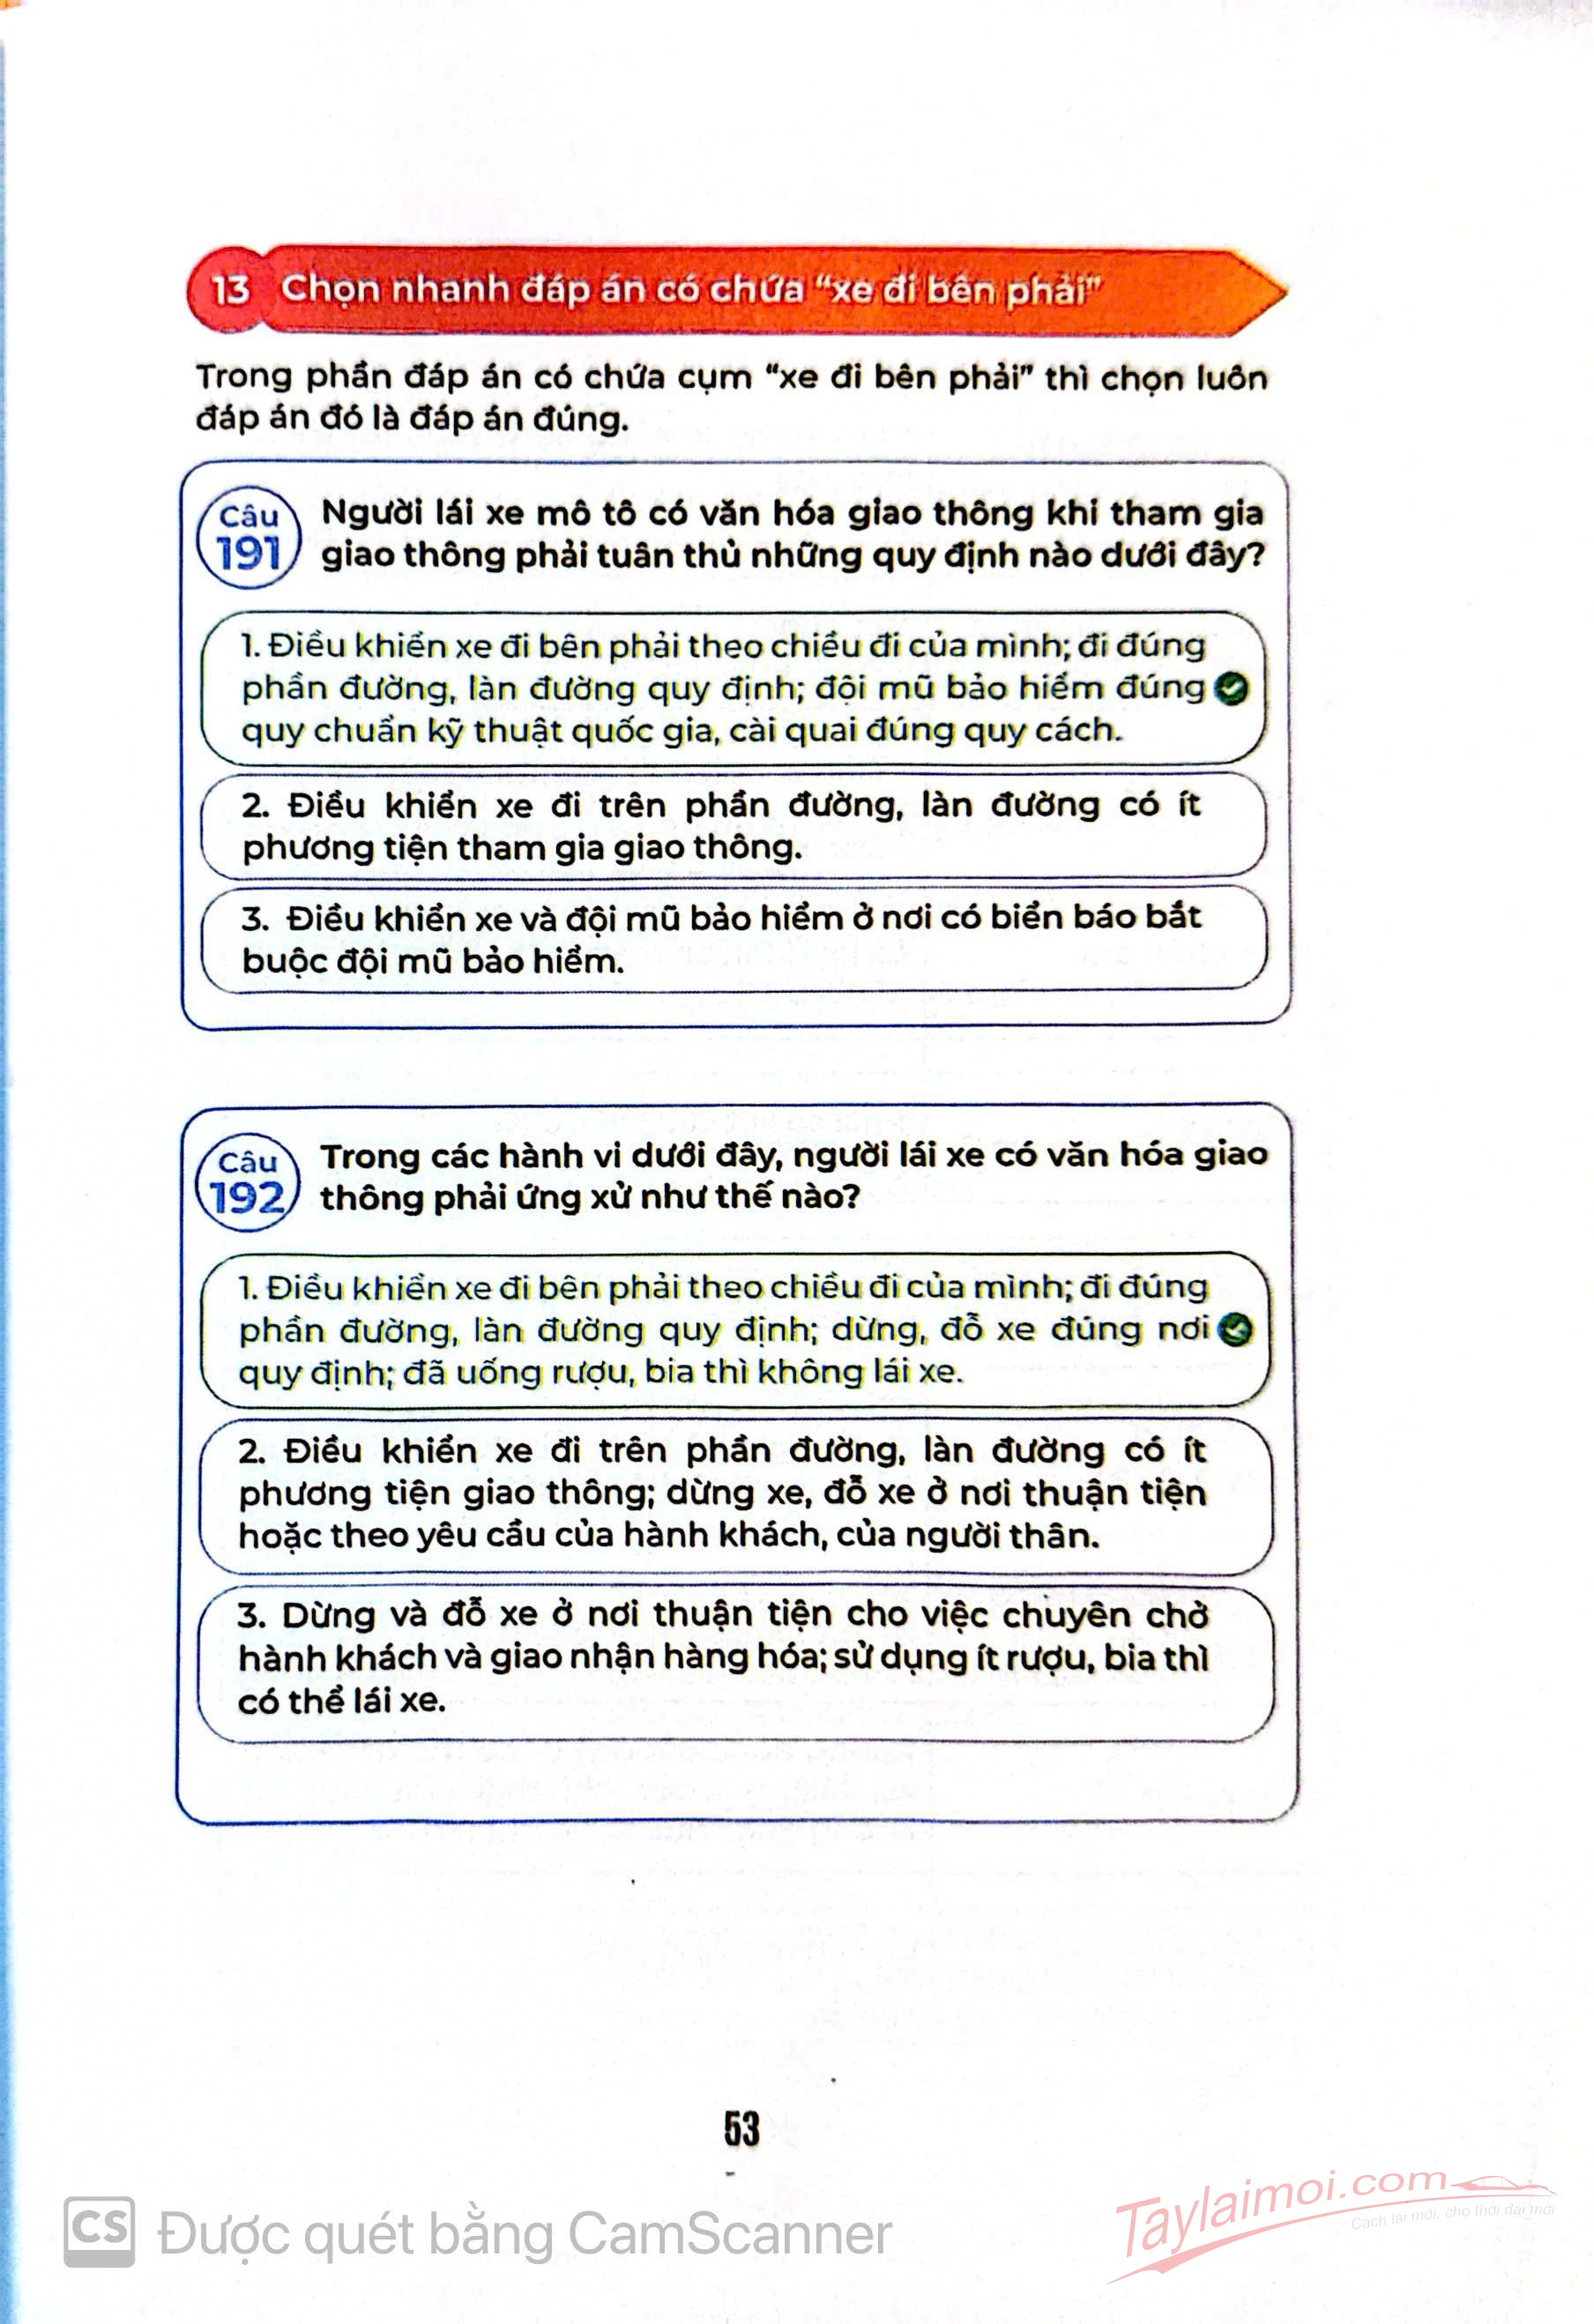 13 Chọn nhanh đáp án có chứa “xe đi bên phải”
Trong phần đáp án có chứa cụm “xe đi bên phải” thì chọn luôn
đáp án đó là đáp án đúng.
Câu
191
Người lái xe mô tô có văn hóa giao thông khi tham gia
giao thông phải tuân thủ những quy định nào dưới đây?
1. Điều khiển xe đi bên phải theo chiều đi của mình; đi đúng
phần đường, làn đường quy định; đội mũ bảo hiểm đúng
quy chuẩn kỹ thuật quốc gia, cài quai đúng quy cách.
2. Điều khiển xe đi trên phần đường, làn đường có ít
phương tiện tham gia giao thông.
3. Điều khiển xe và đội mũ bảo hiểm ở nơi có biển báo bắt
buộc đội mũ bảo hiểm.
Câu
192
Trong các hành vi dưới đây, người lái xe có văn hóa giao
thông phải ứng xử như thế nào?
1. Điều khiển xe đi bên phải theo chiều đi của mình; đi đúng
phần đường, làn đường quy định; dừng, đỗ xe đúng nơi
quy định; đã uống rượu, bia thì không lái xe.
2. Điều khiển xe đi trên phần đường, làn đường có ít
phương tiện giao thông; dừng xe, đỗ xe ở nơi thuận tiện
hoặc theo yêu cầu của hành khách, của người thân.
3. Dừng và đỗ xe ở nơi thuận tiện cho việc chuyên chở
hành khách và giao nhận hàng hóa; sử dụng ít rượu, bia thì
có thể lái xe.
53
CS Được quét bằng CamScanner
Taylaimoi.com
Cách lái mới, cho thời đại mới